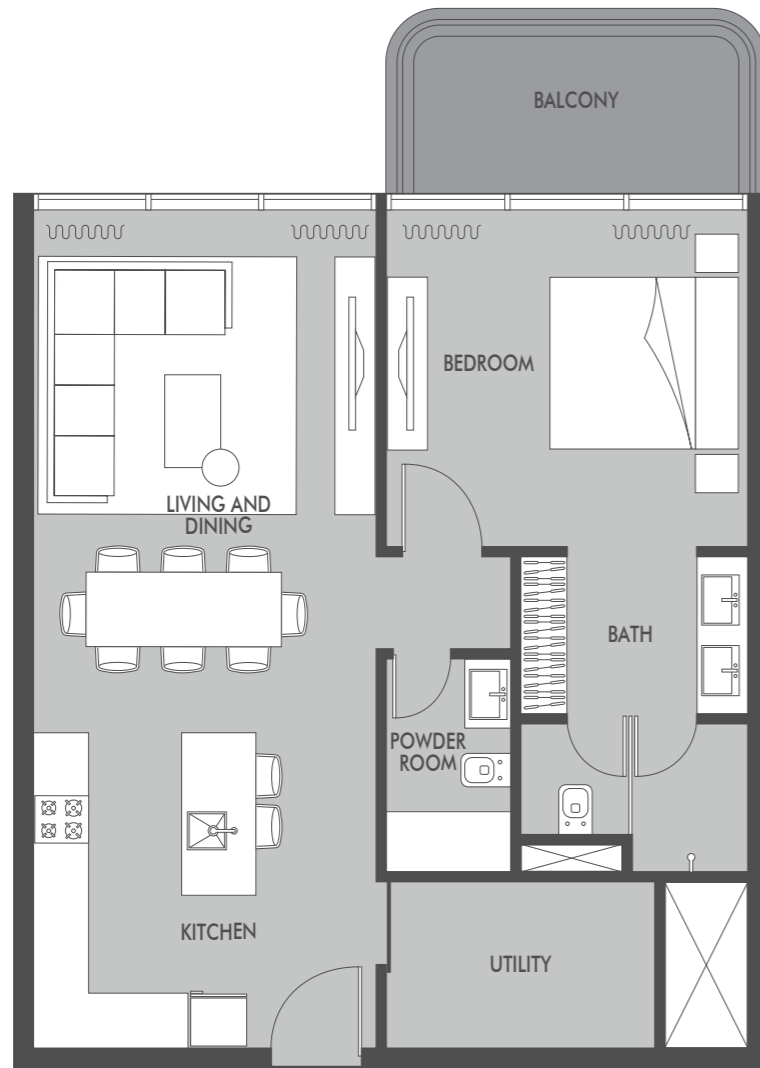 BALCONY
BEDROOM
LIVING AND
DINING
BATH
POWDER
ROOM
KITCHEN
UTILITY